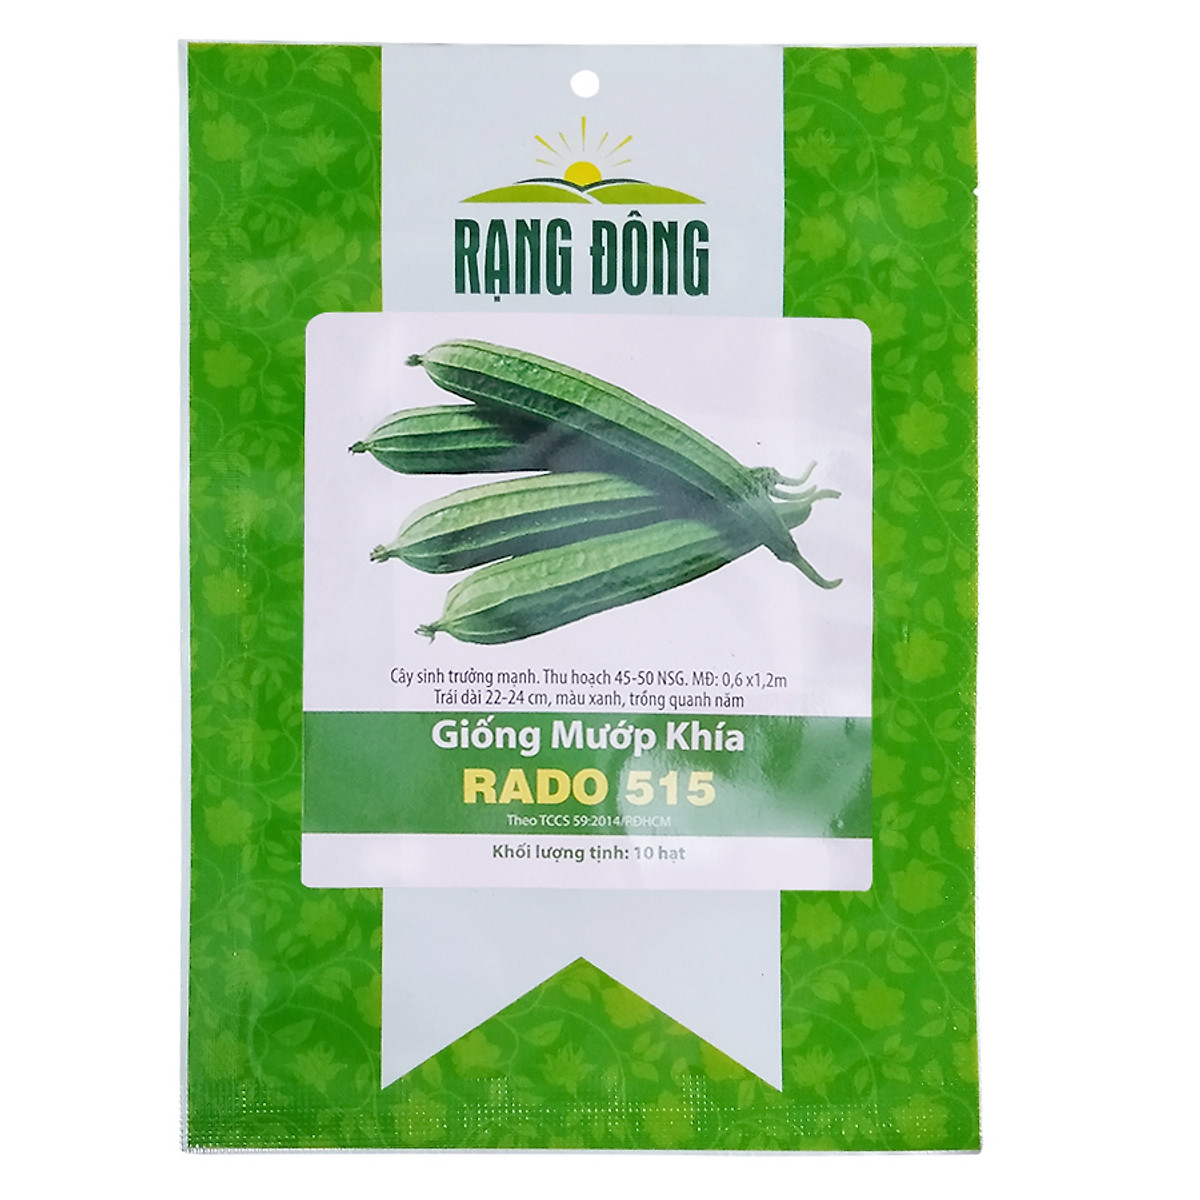 RẠNG ĐÔNG
Cây sinh trưởng mạnh. Thu hoạch 45-50 NSG. MĐ: 0,6 x1,2m
Trái dài 22-24 cm, màu xanh, trồng quanh năm
Giống Mướp Khía
RADO 515
Theo TCCS 59:2014/RĐHCM
Khối lượng tịnh: 10 hạt